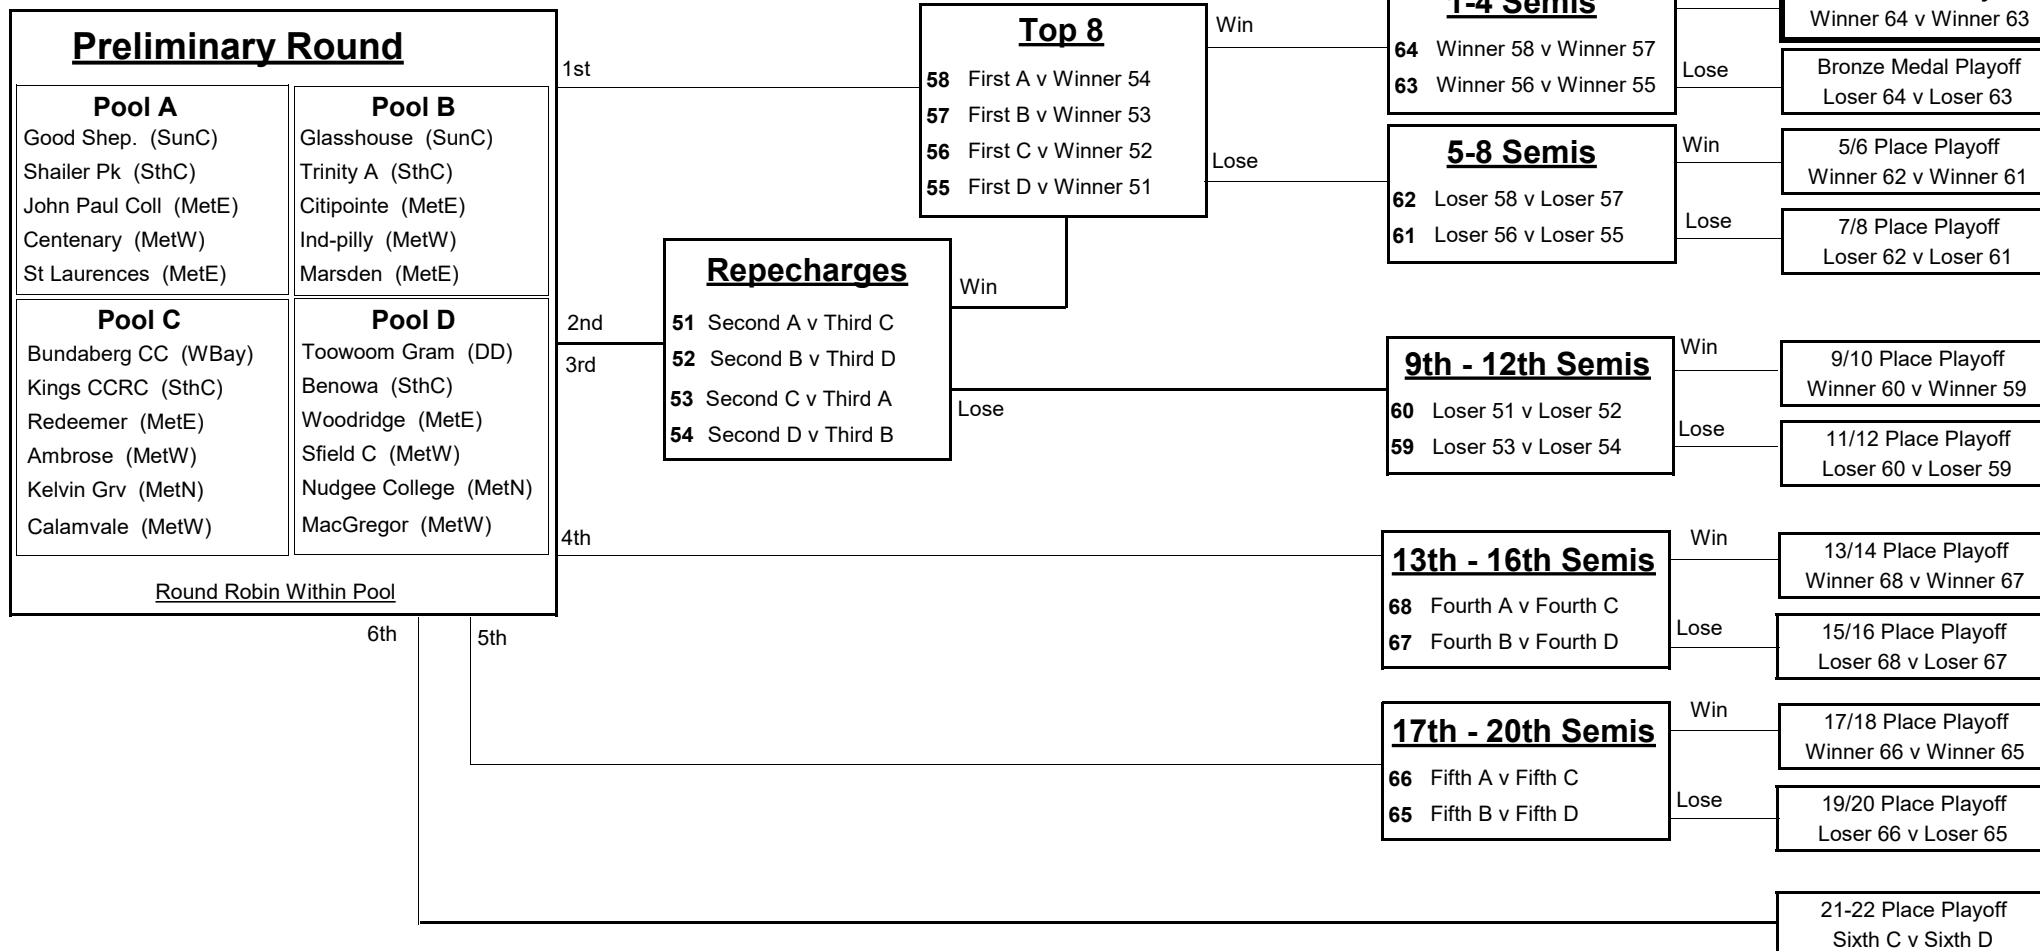 Preliminary Round
Pool A
Good Shep. (SunC)
Shailer Pk (SthC)
John Paul Coll (MetE)
Centenary (MetW)
St Laurences (MetE)
Pool B
Glasshouse (SunC)
Trinity A (SthC)
Citipointe (MetE)
Ind-pilly (MetW)
Marsden (MetE)
Pool C
Bundaberg CC (WBay)
Kings CCRC (SthC)
Redeemer (MetE)
Ambrose (MetW)
Kelvin Grv (MetN)
Calamvale (MetW)
Pool D
Toowoom Gram (DD)
Benowa (SthC)
Woodridge (MetE)
Sfield C (MetW)
Nudgee College (MetN)
MacGregor (MetW)
Round Robin Within Pool
1st
2nd
3rd
4th
5th
6th
Repecharges
51 Second A v Third C
52 Second B v Third D
53 Second C v Third A
54 Second D v Third B
Win
Lose
Top 8
58 First A v Winner 54
57 First B v Winner 53
56 First C v Winner 52
55 First D v Winner 51
Win
Lose
1-4 Semis
64 Winner 58 v Winner 57
63 Winner 56 v Winner 55
Lose
Winner 64 v Winner 63
Bronze Medal Playoff
Loser 64 v Loser 63
5-8 Semis
62 Loser 58 v Loser 57
61 Loser 56 v Loser 55
Win
Lose
5/6 Place Playoff
Winner 62 v Winner 61
7/8 Place Playoff
Loser 62 v Loser 61
9th - 12th Semis
60 Loser 51 v Loser 52
59 Loser 53 v Loser 54
Win
Lose
9/10 Place Playoff
Winner 60 v Winner 59
11/12 Place Playoff
Loser 60 v Loser 59
13th - 16th Semis
68 Fourth A v Fourth C
67 Fourth B v Fourth D
Win
Lose
13/14 Place Playoff
Winner 68 v Winner 67
15/16 Place Playoff
Loser 68 v Loser 67
17th - 20th Semis
66 Fifth A v Fifth C
65 Fifth B v Fifth D
Win
Lose
17/18 Place Playoff
Winner 66 v Winner 65
19/20 Place Playoff
Loser 66 v Loser 65
21-22 Place Playoff
Sixth C v Sixth D